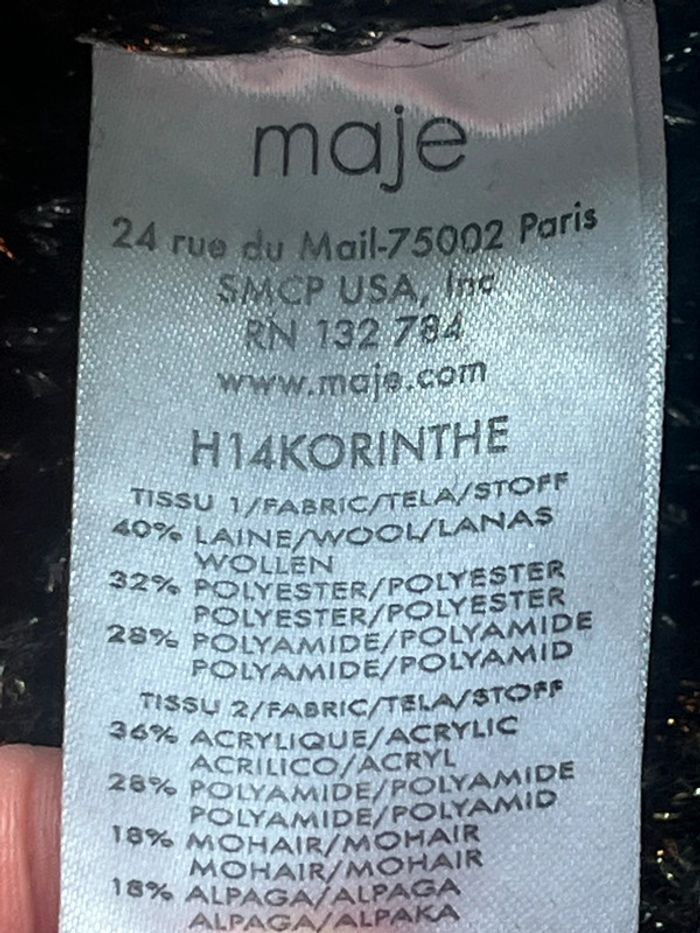 maje
24 rue du Mail-75002 Paris
SMCP USA, Inc
RN 132 784
www.maje.com
H14KORINTHE
TISSU 1/FABRIC/TELA/STOFF
40% LAINE/WOOL/LANAS
WOLLEN
32% POLYESTER/POLYESTER
POLYESTER/POLYESTER
28% POLYAMIDE/POLYAMIDE
POLYAMIDE/POLYAMID
TISSU 2/FABRIC/TELA/STOFF
36% ACRYLIQUE/ACRYLIC
ACRILICO/ACRYL
28% POLYAMIDE/POLYAMIDE
POLYAMIDE/POLYAMID
18% MOHAIR/MOHAIR
MOHAIR/MOHAIR
18% ALPAGA/ALPAGA
ALPAGA/ALPAKA